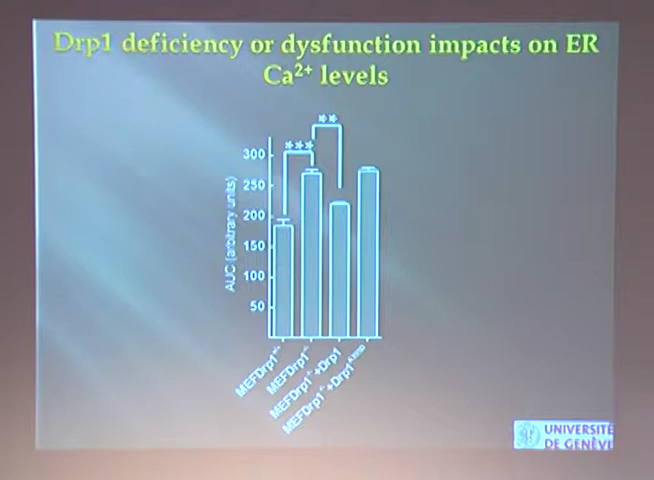 Drp1 deficiency or dysfunction impacts on ER
Ca²⁺ levels
**
***
300
250
200
150
100
50
AUC (arbitrary units)
MEFDrp1⁺/⁺
MEFDrp1⁻/⁻
MEFDrp1⁻/⁻+Drp1
UNIVERSITÉ
DE GENÈV